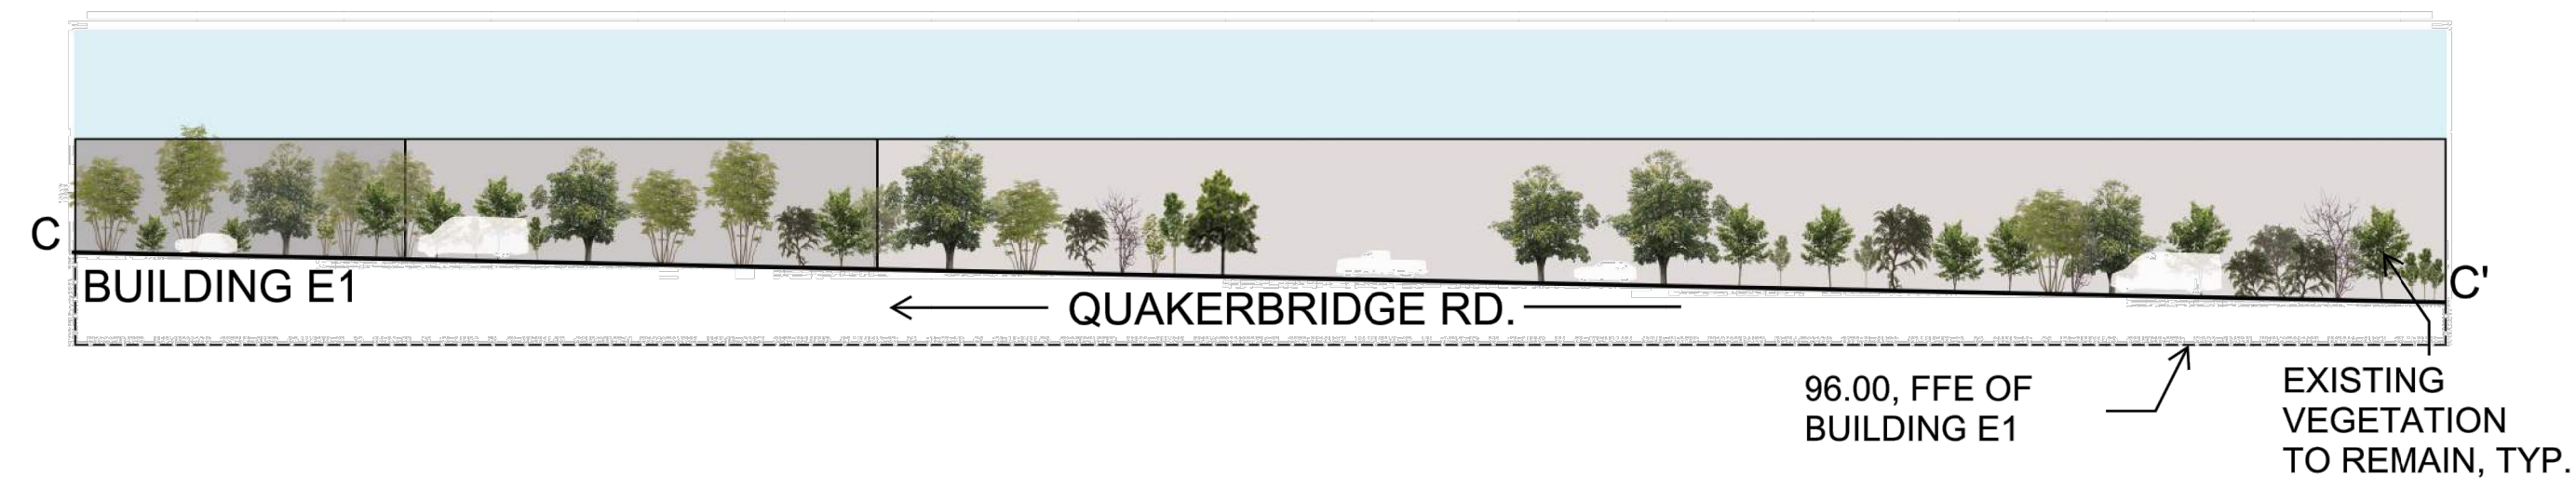 C
BUILDING E1
QUAKERBRIDGE RD.
C'
96.00, FFE OF
BUILDING E1
EXISTING
VEGETATION
TO REMAIN, TYP.